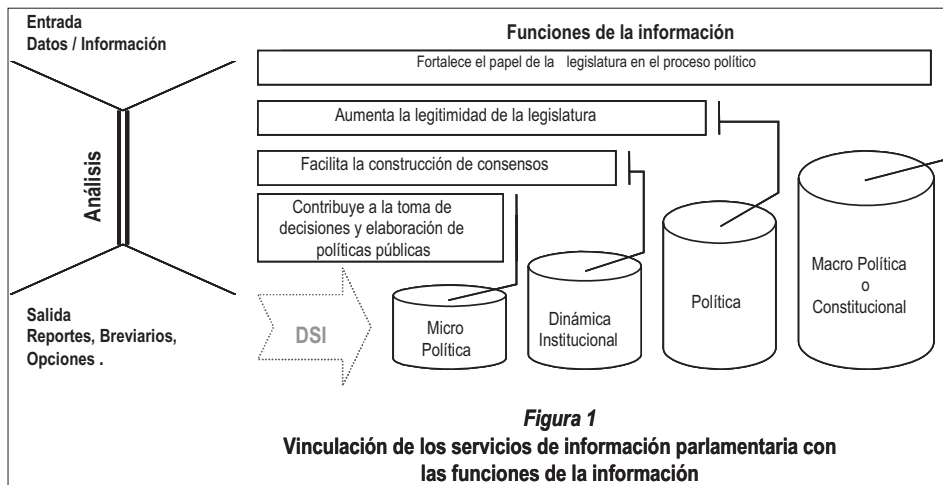 Entrada
Datos / Información
Funciones de la información
Fortalece el papel de la legislatura en el proceso político
Aumenta la legitimidad de la legislatura
Facilita la construcción de consensos
Contribuye a la toma de
decisiones y elaboración de
políticas públicas
Análisis
Salida
Reportes, Breviarios,
Opciones .
DSI
Micro
Política
Dinámica
Institucional
Política
Macro Política
o
Constitucional
Figura 1
Vinculación de los servicios de información parlamentaria con
las funciones de la información